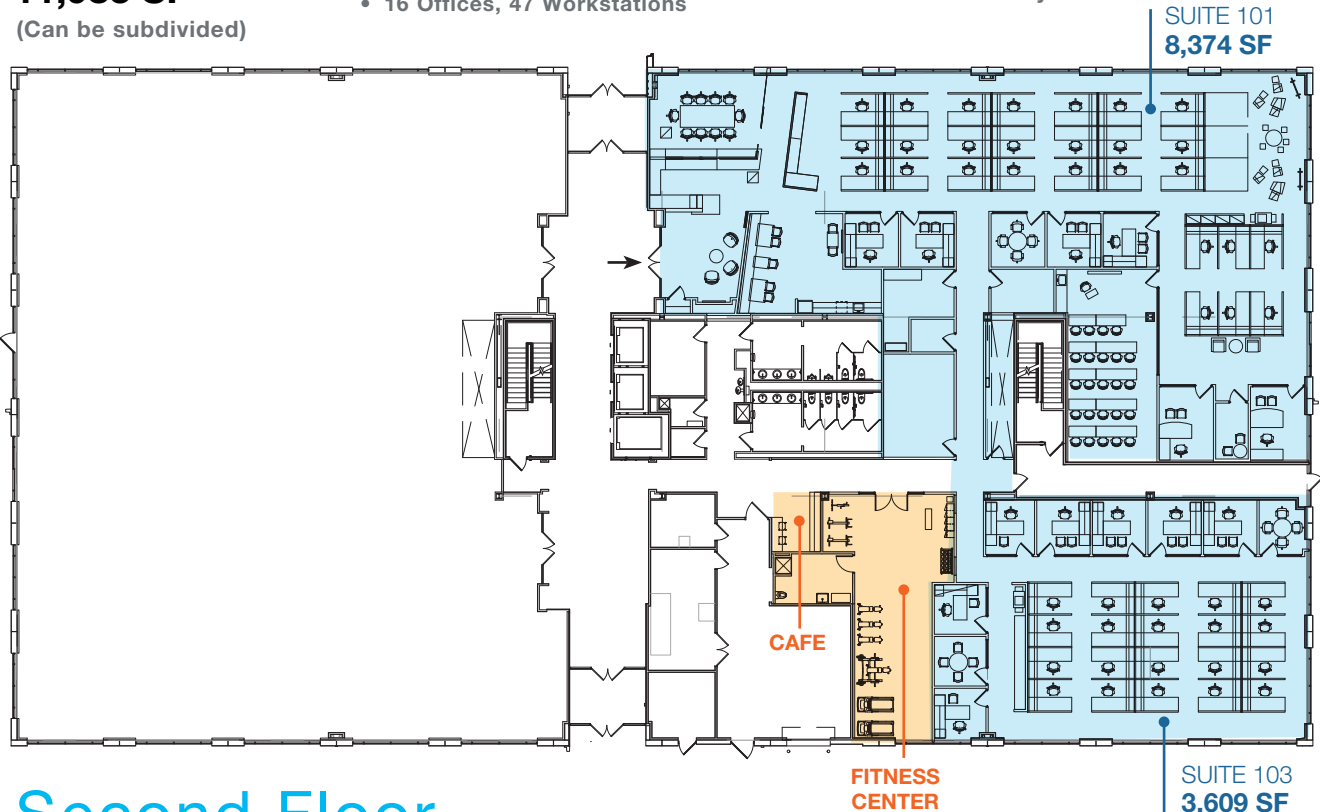 (Can be subdivided)
• 16 Offices, 47 Workstations
SUITE 101
8,374 SF
CAFE
FITNESS
CENTER
SUITE 103
3,609 SF
Second Floor